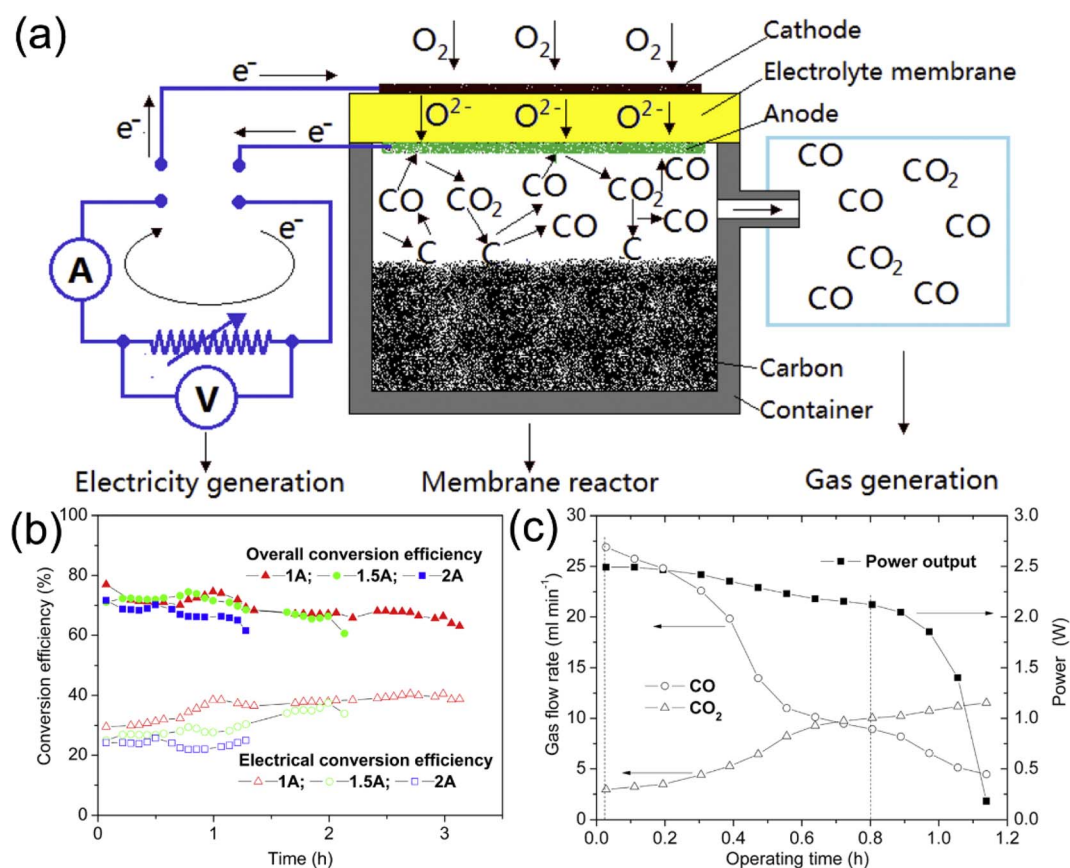 (a)
O2 O2 O2
Cathode
Electrolyte membrane
Anode
e-
e-
e-
O2- O2- O2-
CO CO2 CO CO2 CO
CO CO
C C C
e-
A
V
CO
CO2
CO
CO
CO2
CO
CO
Carbon
Container
Electricity generation
Membrane reactor
Gas generation
(b)
Conversion efficiency (%)
100
80
60
40
20
0
Overall conversion efficiency
1A; 1.5A; 2A
Electrical conversion efficiency
1A; 1.5A; 2A
0 1 2 3
Time (h)
(c)
Gas flow rate (ml min-1)
30
25
20
15
10
5
0
Power output
CO
CO2
3.0
2.5
2.0
1.5
1.0
0.5
0.0
Power (W)
0.0 0.2 0.4 0.6 0.8 1.0 1.2
Operating time (h)